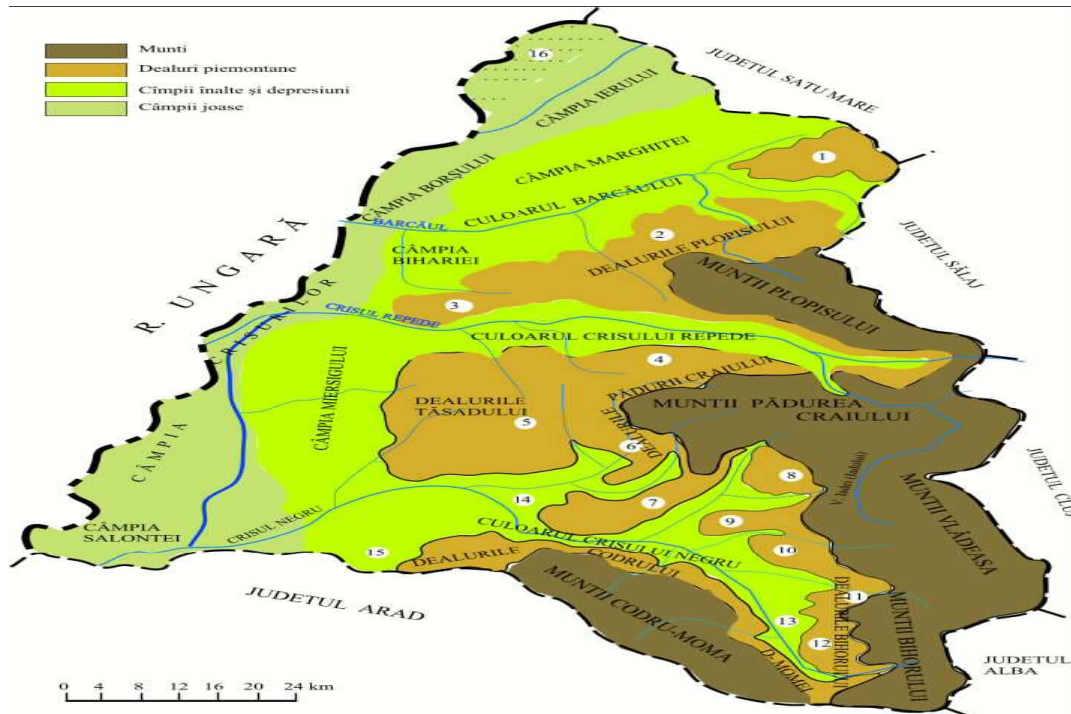 Munti
Dealuri piemontane
Cîmpii înalte și depresiuni
Câmpii joase
16
JUDETUL SATU MARE
CÂMPIA IERULUI
1
CÂMPIA MARGHITEI
CÂMPIA BORȘULUI
CULOARUL BARCĂULUI
BARCĂUL
JUDETUL SĂLAJ
2
DEALURILE PLOPISULUI
CÂMPIA
BIHARIEI
MUNTII PLOPISULUI
R. UNGARĂ
3
CRISUL REPEDE
CULOARUL CRISULUI REPEDE
CÂMPIA CRISURILOR
4
DEALURILE PĂDURII CRAIULUI
CÂMPIA MIERSIGULUI
DEALURILE
TĂSADULUI
5
MUNTII PĂDUREA
CRAIULUI
6
8
JUDETUL CLUJ
14
7
MUNTII VLĂDEASA
CRISUL NEGRU
9
CÂMPIA
SALONTEI
CULOARUL CRISULUI NEGRU
10
15
DEALURILE CODRULUI
JUDETUL ARAD
MUNTII CODRU-MOMA
11
DEALURILE BIHORULUI
MUNTII BIHORULUI
13
12
D. MOMEI
JUDETUL
ALBA
0 4 8 12 16 20 24 km